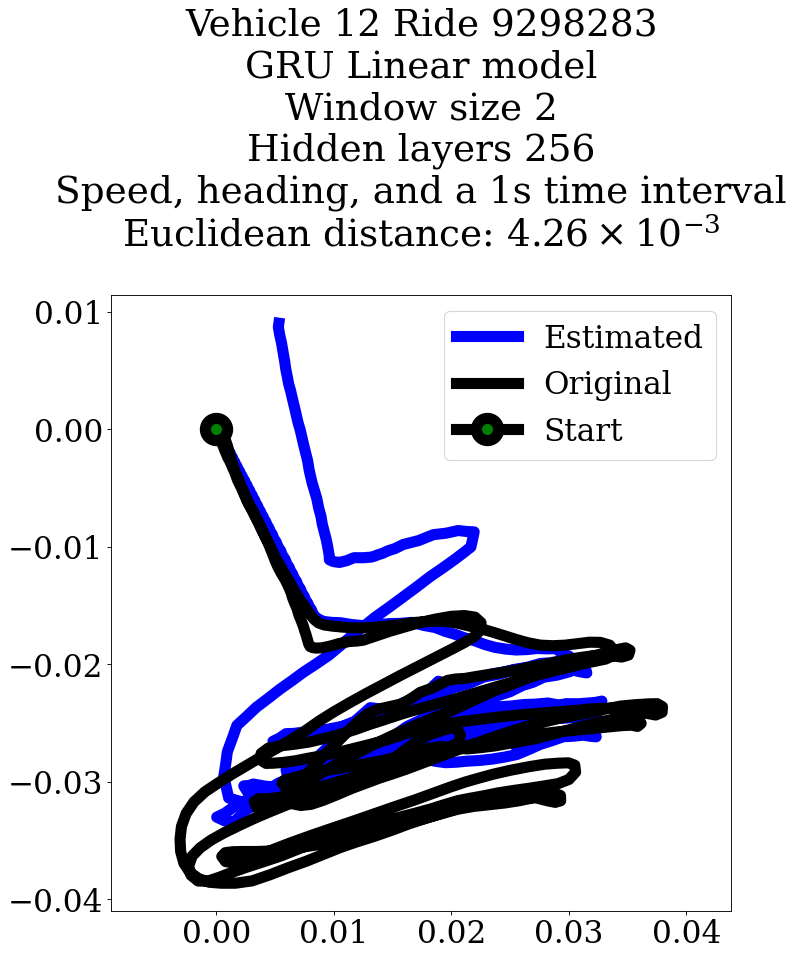 Vehicle 12 Ride 9298283
GRU Linear model
Window size 2
Hidden layers 256
Speed, heading, and a 1s time interval
Euclidean distance: 4.26 × 10⁻³
0.01
0.00
−0.01
−0.02
−0.03
−0.04
Estimated
Original
Start
0.00 0.01 0.02 0.03 0.04